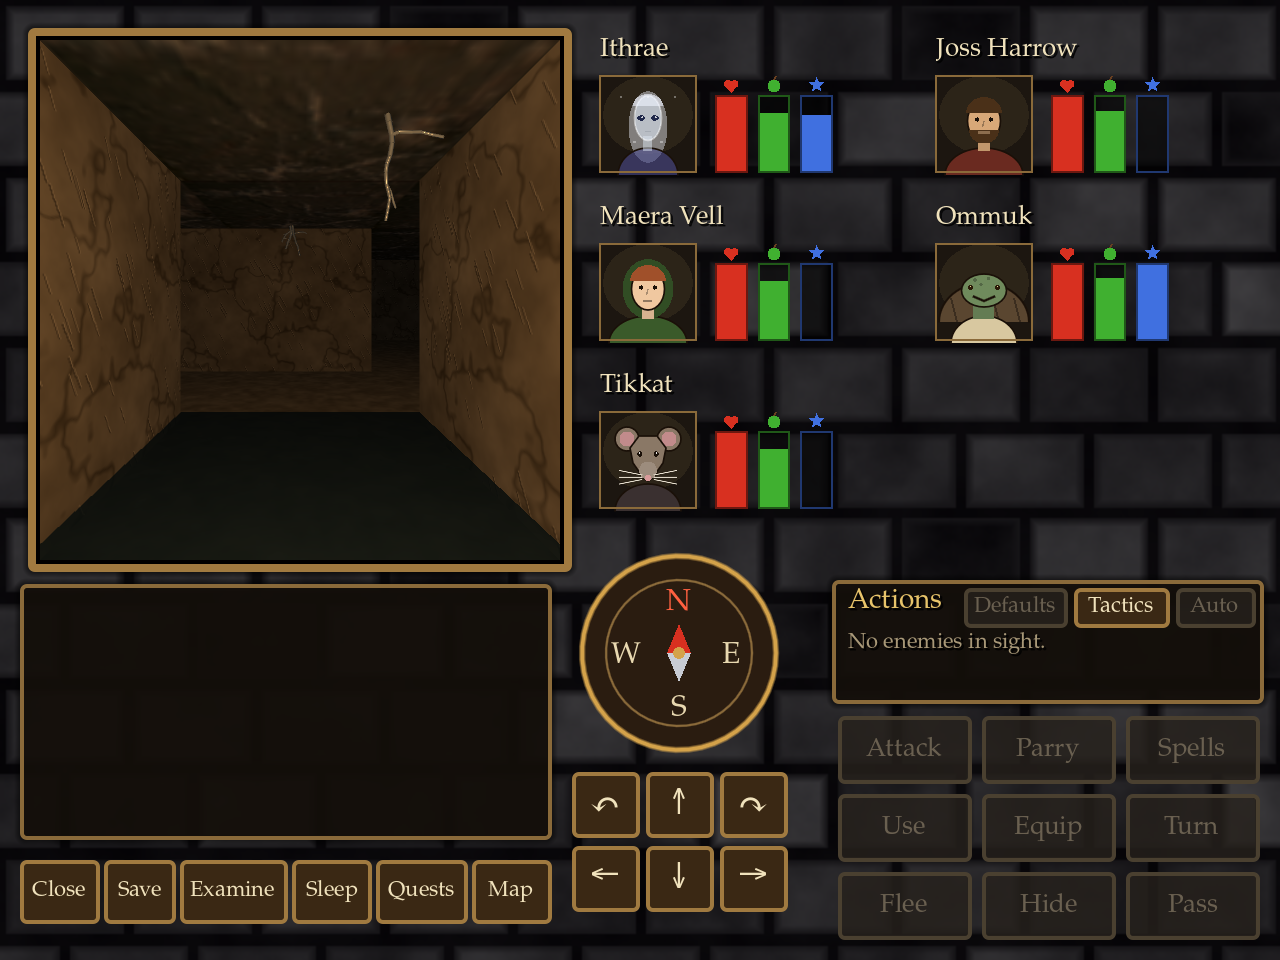 Ithrae
Joss Harrow
Maera Vell
Ommuk
Tikkat
N
W E
S
Actions Defaults Tactics Auto
No enemies in sight.
Attack Parry Spells
Use Equip Turn
Flee Hide Pass
Close Save Examine Sleep Quests Map